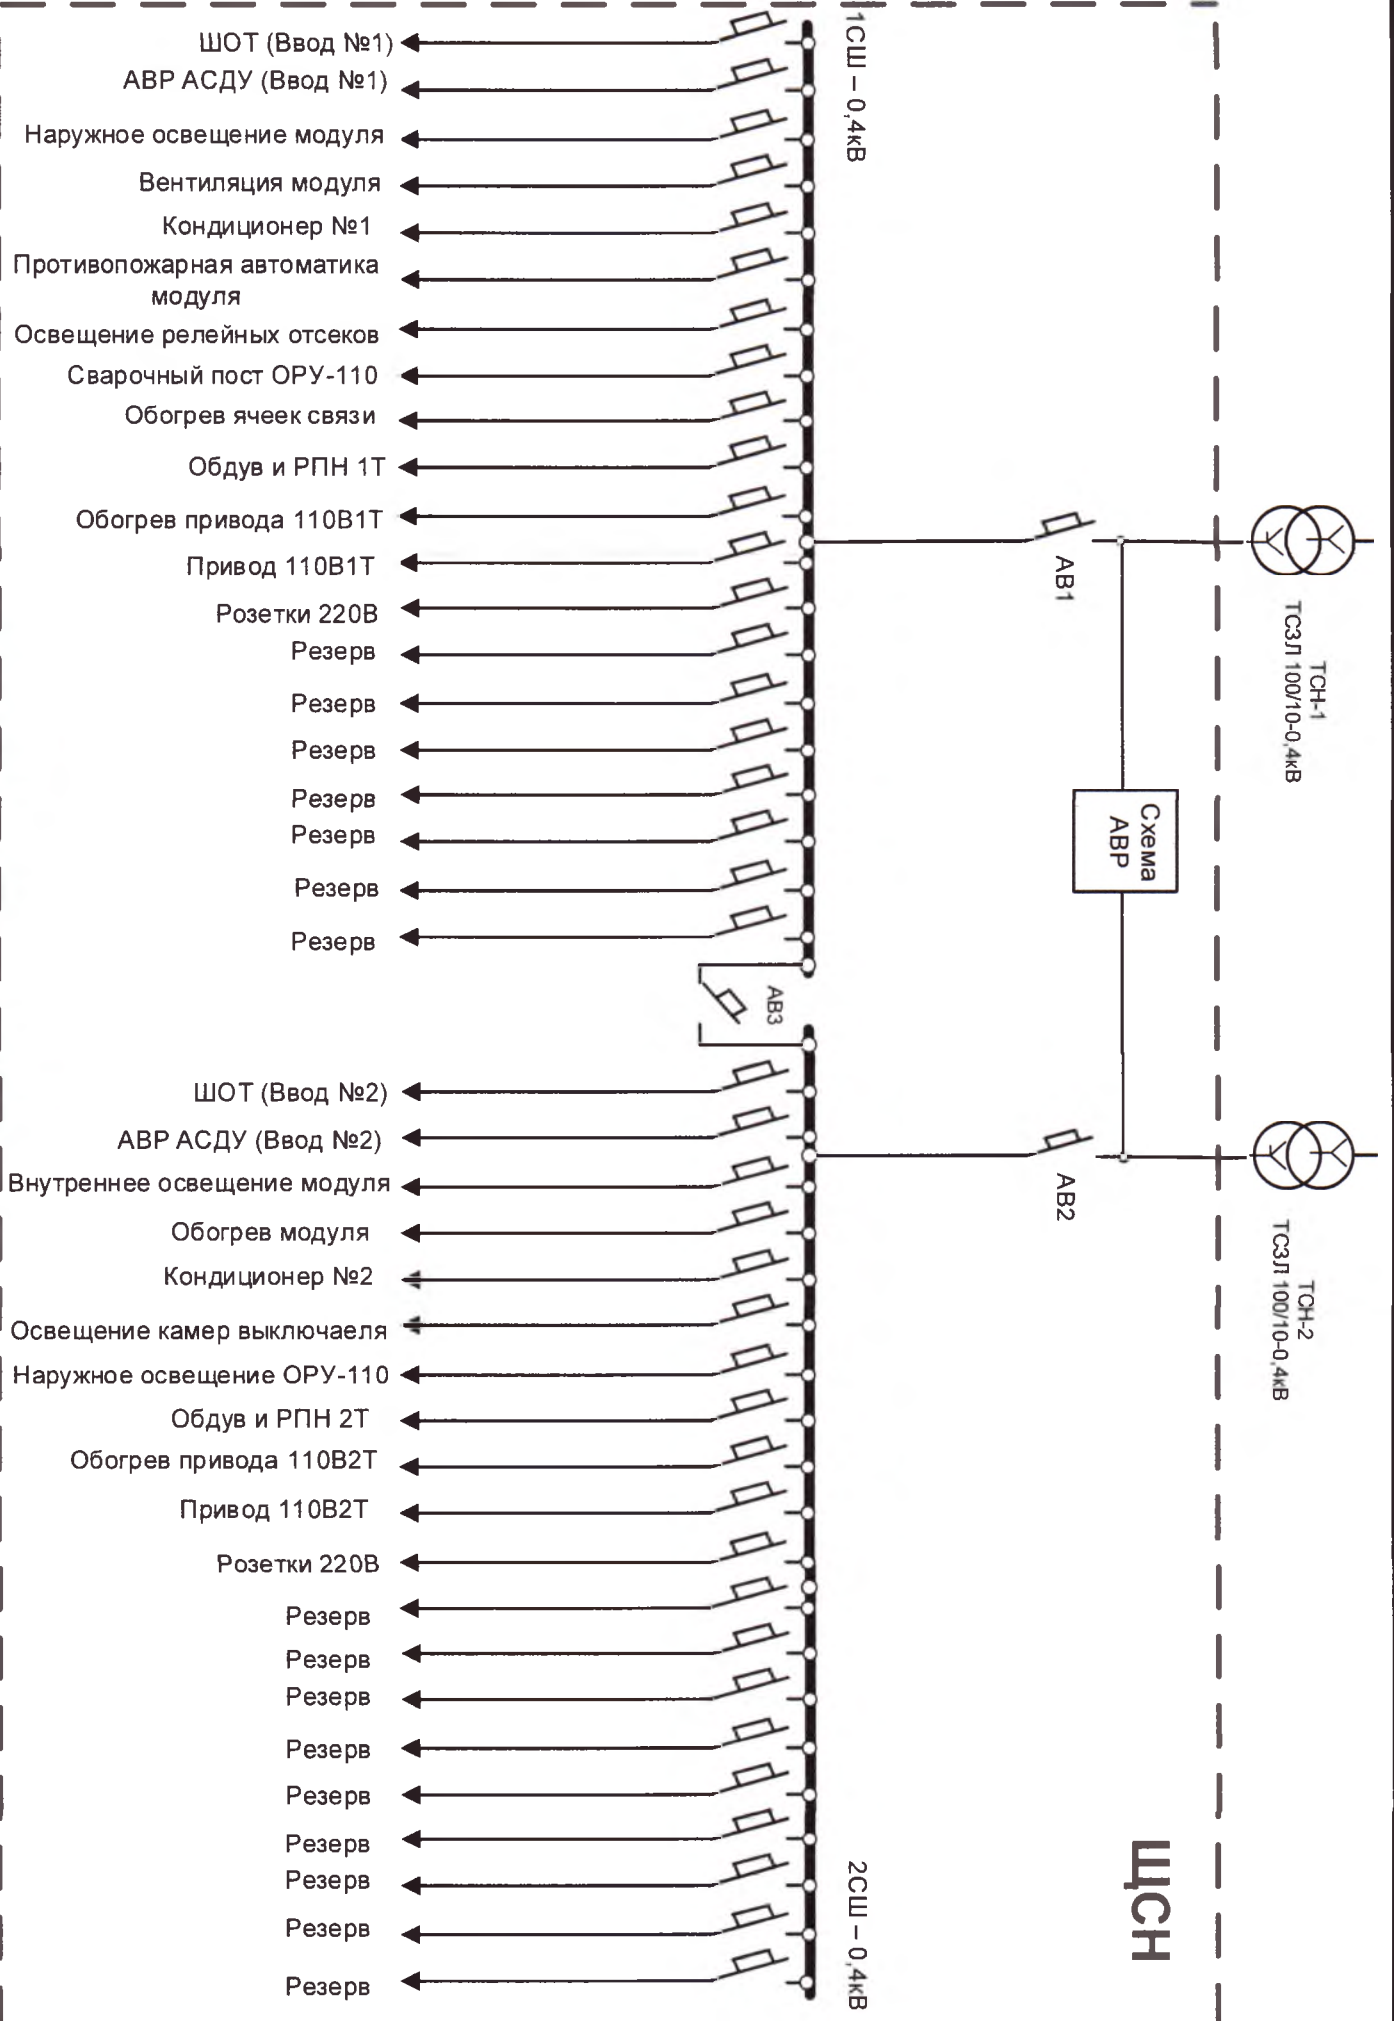 ШОТ (Ввод №1)
АВР АСДУ (Ввод №1)
Наружное освещение модуля
Вентиляция модуля
Кондиционер №1
Противопожарная автоматика
модуля
Освещение релейных отсеков
Сварочный пост ОРУ-110
Обогрев ячеек связи
Обдув и РПН 1Т
Обогрев привода 110В1Т
Привод 110В1Т
Розетки 220В
Резерв
Резерв
Резерв
Резерв
Резерв
Резерв
Резерв
ШОТ (Ввод №2)
АВР АСДУ (Ввод №2)
Внутреннее освещение модуля
Обогрев модуля
Кондиционер №2
Освещение камер выключаеля
Наружное освещение ОРУ-110
Обдув и РПН 2Т
Обогрев привода 110В2Т
Привод 110В2Т
Розетки 220В
Резерв
Резерв
Резерв
Резерв
Резерв
Резерв
Резерв
Резерв
Резерв
1СШ – 0,4кВ
АВ3
2СШ – 0,4кВ
АВ1
АВ2
Схема
АВР
ЩСН
ТСН-1
ТСЗЛ 100/10-0,4кВ
ТСН-2
ТСЗЛ 100/10-0,4кВ